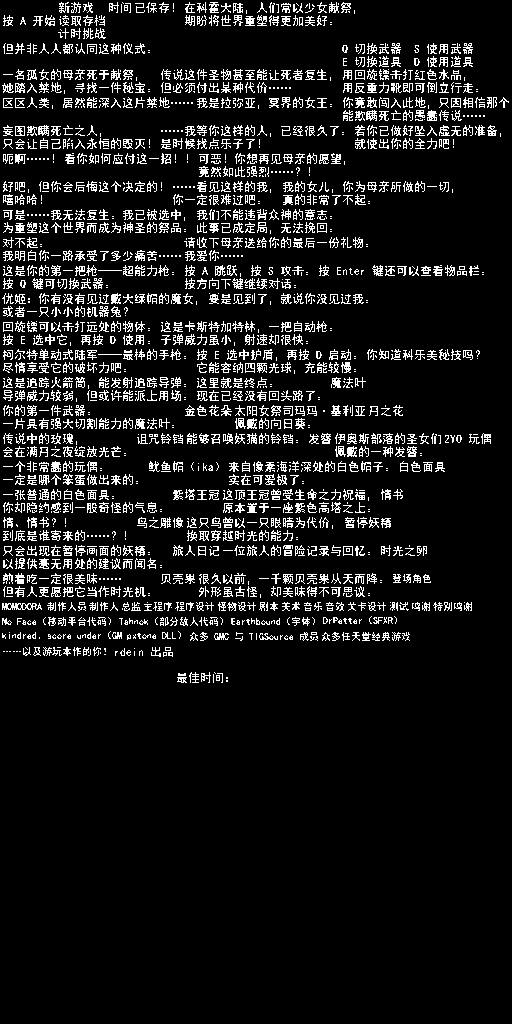 新游戏 时间已保存！在科霍大陆，人们常以少女献祭，
按 A 开始读取存档 期盼将世界重塑得更加美好。
计时挑战
但并非人人都认同这种仪式。 Q 切换武器 S 使用武器
E 切换道具 D 使用道具
一名孤女的母亲死于献祭， 传说这件圣物甚至能让死者复生， 用回旋镖击打红色水晶，
她踏入禁地，寻找一件秘宝。但必须付出某种代价…… 用反重力靴即可倒立行走。
区区人类，居然能深入这片禁地……我是拉弥亚，冥界的女王。你竟敢闯入此地，只因相信那个
能欺瞒死亡的愚蠢传说……
妄图欺瞒死亡之人， ……我等你这样的人，已经很久了。若你已做好坠入虚无的准备，
只会让自己陷入永恒的毁灭！是时候找点乐子了！ 就使出你的全力吧！
呃啊……！看你如何应付这一招！！可恶！你想再见母亲的愿望，
竟然如此强烈……？！
好吧，但你会后悔这个决定的！……看见这样的我，我的女儿，你为母亲所做的一切，
嘻哈哈！ 你一定很难过吧。 真的非常了不起。
可是……我无法复生。我已被选中，我们不能违背众神的意志。
为重塑这个世界而成为神圣的祭品。此事已成定局，无法挽回。
对不起。 请收下母亲送给你的最后一份礼物。
我明白你一路承受了多少痛苦……我爱你……
这是你的第一把枪——超能力枪。按 A 跳跃，按 S 攻击。按 Enter 键还可以查看物品栏。
按 Q 键可切换武器。 按方向下键继续对话。
优姬：你有没有见过戴大绿帽的魔女，要是见到了，就说你没见过我。
或者一只小小的机器兔？
回旋镖可以击打远处的物体。这是卡斯特加特林，一把自动枪。
按 E 选中它，再按 D 使用。子弹威力虽小，射速却很快。
柯尔特单动式陆军——最棒的手枪。按 E 选中护盾，再按 D 启动。你知道科乐美秘技吗？
尽情享受它的破坏力吧。 它能容纳四颗光球，充能较慢。
这是追踪火箭筒，能发射追踪导弹。这里就是终点。 魔法叶
导弹威力较弱，但或许能派上用场。现在已经没有回头路了。
你的第一件武器。 金色花朵 太阳女祭司玛玛·基利亚 月之花
一片具有强大切割能力的魔法叶。 佩戴的向日葵。
传说中的玫瑰， 诅咒铃铛 能够召唤妖猫的铃铛。发簪 伊奥斯部落的圣女们 2YO 玩偶
会在满月之夜绽放光芒。 佩戴的一种发簪。
一个非常蠢的玩偶。 鱿鱼帽（ika）来自像素海洋深处的白色帽子。白色面具
一定是哪个笨蛋做出来的。 实在可爱极了。
一张普通的白色面具。 紫塔王冠 这顶王冠曾受生命之力祝福， 情书
你却隐约感到一股奇怪的气息。 原本置于一座紫色高塔之上。
情、情书？！ 鸟之雕像 这只鸟曾以一只眼睛为代价， 暂停妖精
到底是谁寄来的……？！ 换取穿越时光的能力。
只会出现在暂停画面的妖精。 旅人日记 一位旅人的冒险记录与回忆。时光之卵
以提供毫无用处的建议而闻名。
煎着吃一定很美味…… 贝壳果 很久以前，一千颗贝壳果从天而降。登场角色
但有人更愿把它当作时光机。 外形虽古怪，却美味得不可思议。
MOMODORA 制作人员 制作人 总监 主程序 程序设计 怪物设计 剧本 美术 音乐 音效 关卡设计 测试 鸣谢 特别鸣谢
No Face（移动平台代码）Tahnok（部分敌人代码）Earthbound（字体）DrPetter（SFXR）
kindred, score under（GM pxtone DLL）众多 GMC 与 TIGSource 成员 众多任天堂经典游戏
……以及游玩本作的你！rdein 出品
最佳时间：